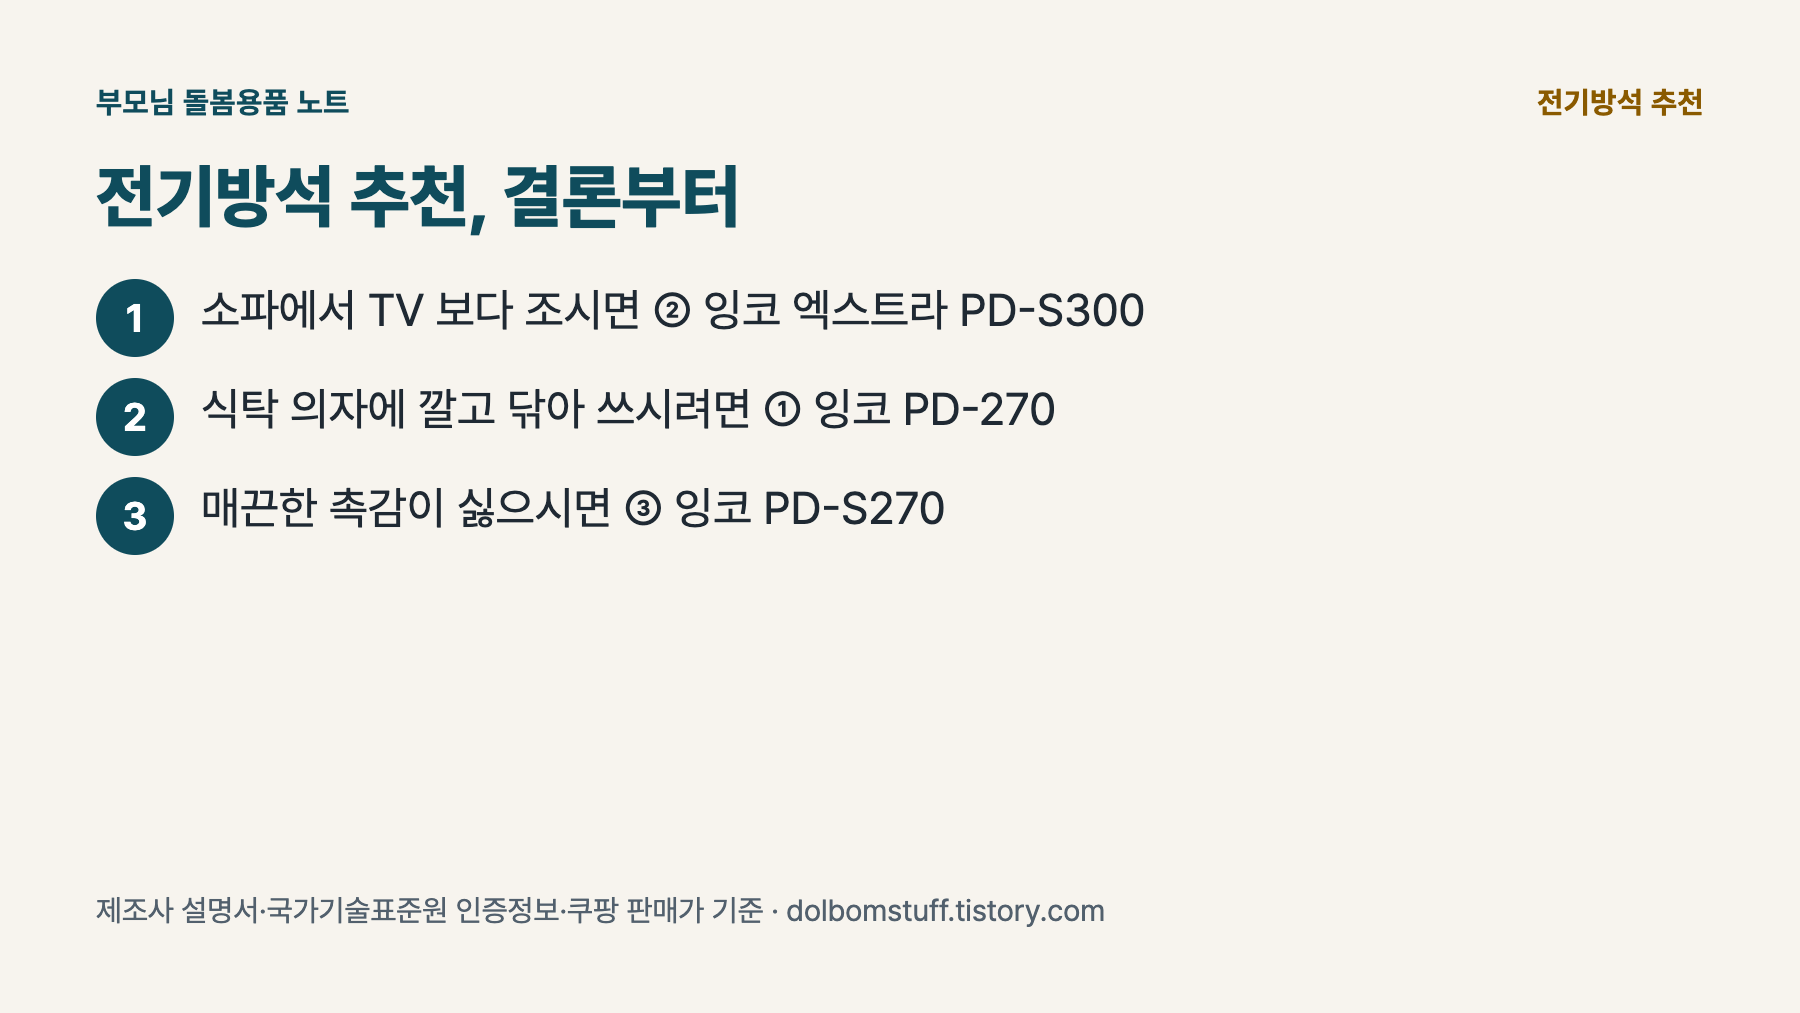 부모님 돌봄용품 노트
전기방석 추천
전기방석 추천, 결론부터
1 소파에서 TV 보다 조시면 ② 잉코 엑스트라 PD-S300
2 식탁 의자에 깔고 닦아 쓰시려면 ① 잉코 PD-270
3 매끈한 촉감이 싫으시면 ③ 잉코 PD-S270
제조사 설명서·국가기술표준원 인증정보·쿠팡 판매가 기준 · dolbomstuff.tistory.com